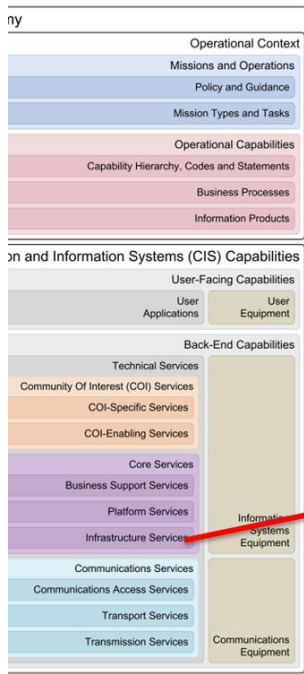 my
Operational Context
Missions and Operations
Policy and Guidance
Mission Types and Tasks
Operational Capabilities
Capability Hierarchy, Codes and Statements
Business Processes
Information Products
on and Information Systems (CIS) Capabilities
User-Facing Capabilities
User
Applications
User
Equipment
Back-End Capabilities
Technical Services
Community Of Interest (COI) Services
COI-Specific Services
COI-Enabling Services
Core Services
Business Support Services
Platform Services
Infrastructure Services
Information
Systems
Equipment
Communications Services
Communications Access Services
Transport Services
Transmission Services
Communications
Equipment